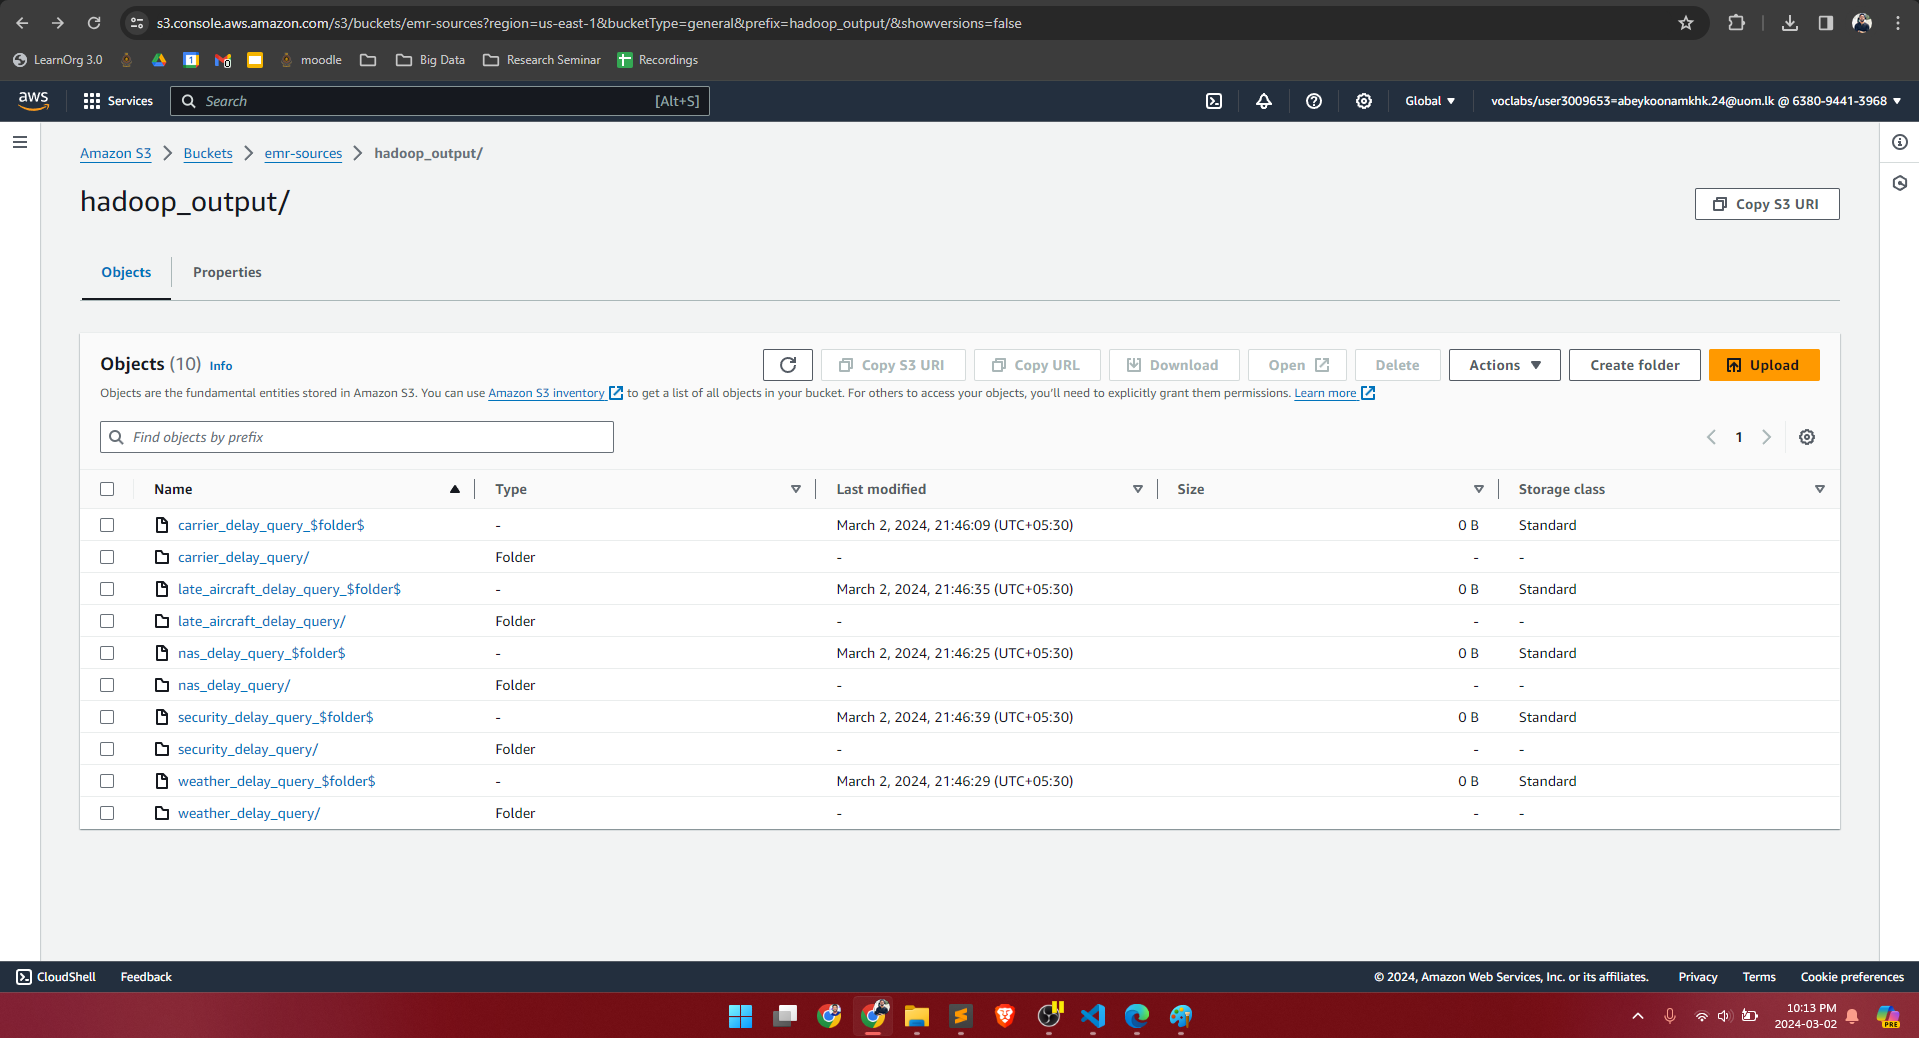 s3.console.aws.amazon.com/s3/buckets/emr-sources?region=us-east-1&bucketType=general&prefix=hadoop_output/&showversions=false
LearnOrg 3.0 1 0 moodle Big Data Research Seminar Recordings
aws Services Search [Alt+S] Global voclabs/user3009653=abeykoonamkhk.24@uom.lk @ 6380-9441-3968
Amazon S3 Buckets emr-sources hadoop_output/
hadoop_output/
Copy S3 URI
Objects Properties
Objects (10) Info Copy S3 URI Copy URL Download Open Delete Actions Create folder Upload
Objects are the fundamental entities stored in Amazon S3. You can use Amazon S3 inventory to get a list of all objects in your bucket. For others to access your objects, you'll need to explicitly grant them permissions. Learn more
Find objects by prefix 1
Name Type Last modified Size Storage class
carrier_delay_query_$folder$ - March 2, 2024, 21:46:09 (UTC+05:30) 0 B Standard
carrier_delay_query/ Folder - - -
late_aircraft_delay_query_$folder$ - March 2, 2024, 21:46:35 (UTC+05:30) 0 B Standard
late_aircraft_delay_query/ Folder - - -
nas_delay_query_$folder$ - March 2, 2024, 21:46:25 (UTC+05:30) 0 B Standard
nas_delay_query/ Folder - - -
security_delay_query_$folder$ - March 2, 2024, 21:46:39 (UTC+05:30) 0 B Standard
security_delay_query/ Folder - - -
weather_delay_query_$folder$ - March 2, 2024, 21:46:29 (UTC+05:30) 0 B Standard
weather_delay_query/ Folder - - -
CloudShell Feedback © 2024, Amazon Web Services, Inc. or its affiliates. Privacy Terms Cookie preferences
10:13 PM
2024-03-02
PRE